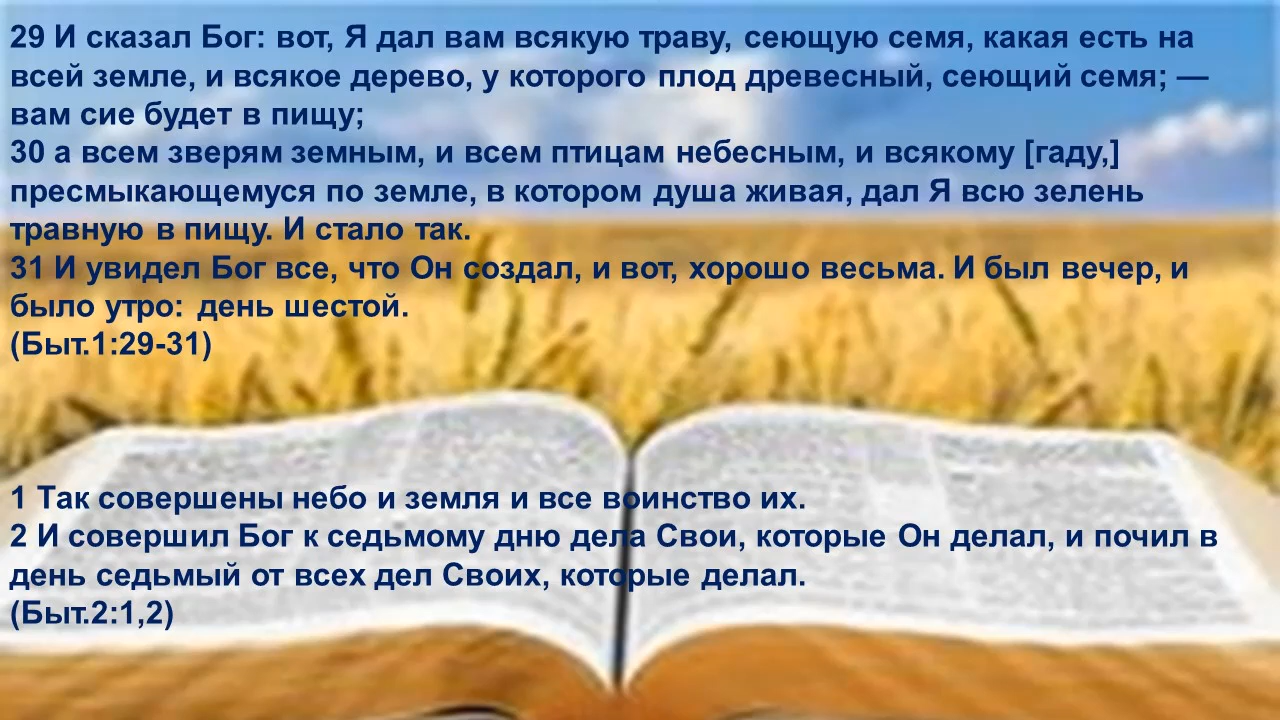 29 И сказал Бог: вот, Я дал вам всякую траву, сеющую семя, какая есть на
всей земле, и всякое дерево, у которого плод древесный, сеющий семя; —
вам сие будет в пищу;
30 а всем зверям земным, и всем птицам небесным, и всякому [гаду,]
пресмыкающемуся по земле, в котором душа живая, дал Я всю зелень
травную в пищу. И стало так.
31 И увидел Бог все, что Он создал, и вот, хорошо весьма. И был вечер, и
было утро: день шестой.
(Быт.1:29-31)
1 Так совершены небо и земля и все воинство их.
2 И совершил Бог к седьмому дню дела Свои, которые Он делал, и почил в
день седьмый от всех дел Своих, которые делал.
(Быт.2:1,2)